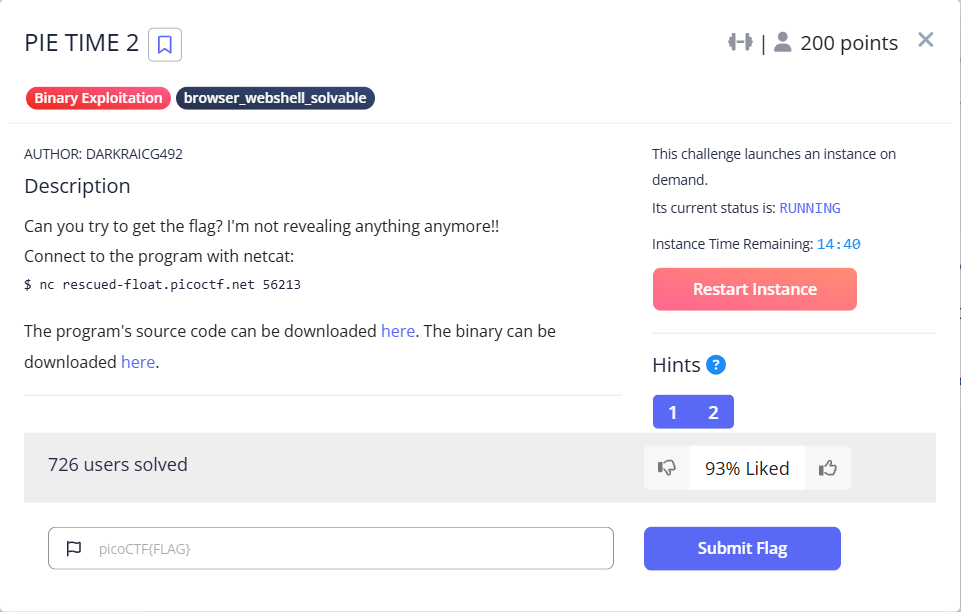 PIE TIME 2
| 200 points
Binary Exploitation browser_webshell_solvable
AUTHOR: DARKRAICG492
Description
Can you try to get the flag? I'm not revealing anything anymore!!
Connect to the program with netcat:
$ nc rescued-float.picoctf.net 56213
The program's source code can be downloaded here. The binary can be
downloaded here.
This challenge launches an instance on
demand.
Its current status is: RUNNING
Instance Time Remaining: 14:40
Restart Instance
Hints ?
1 2
726 users solved
93% Liked
picoCTF{FLAG}
Submit Flag